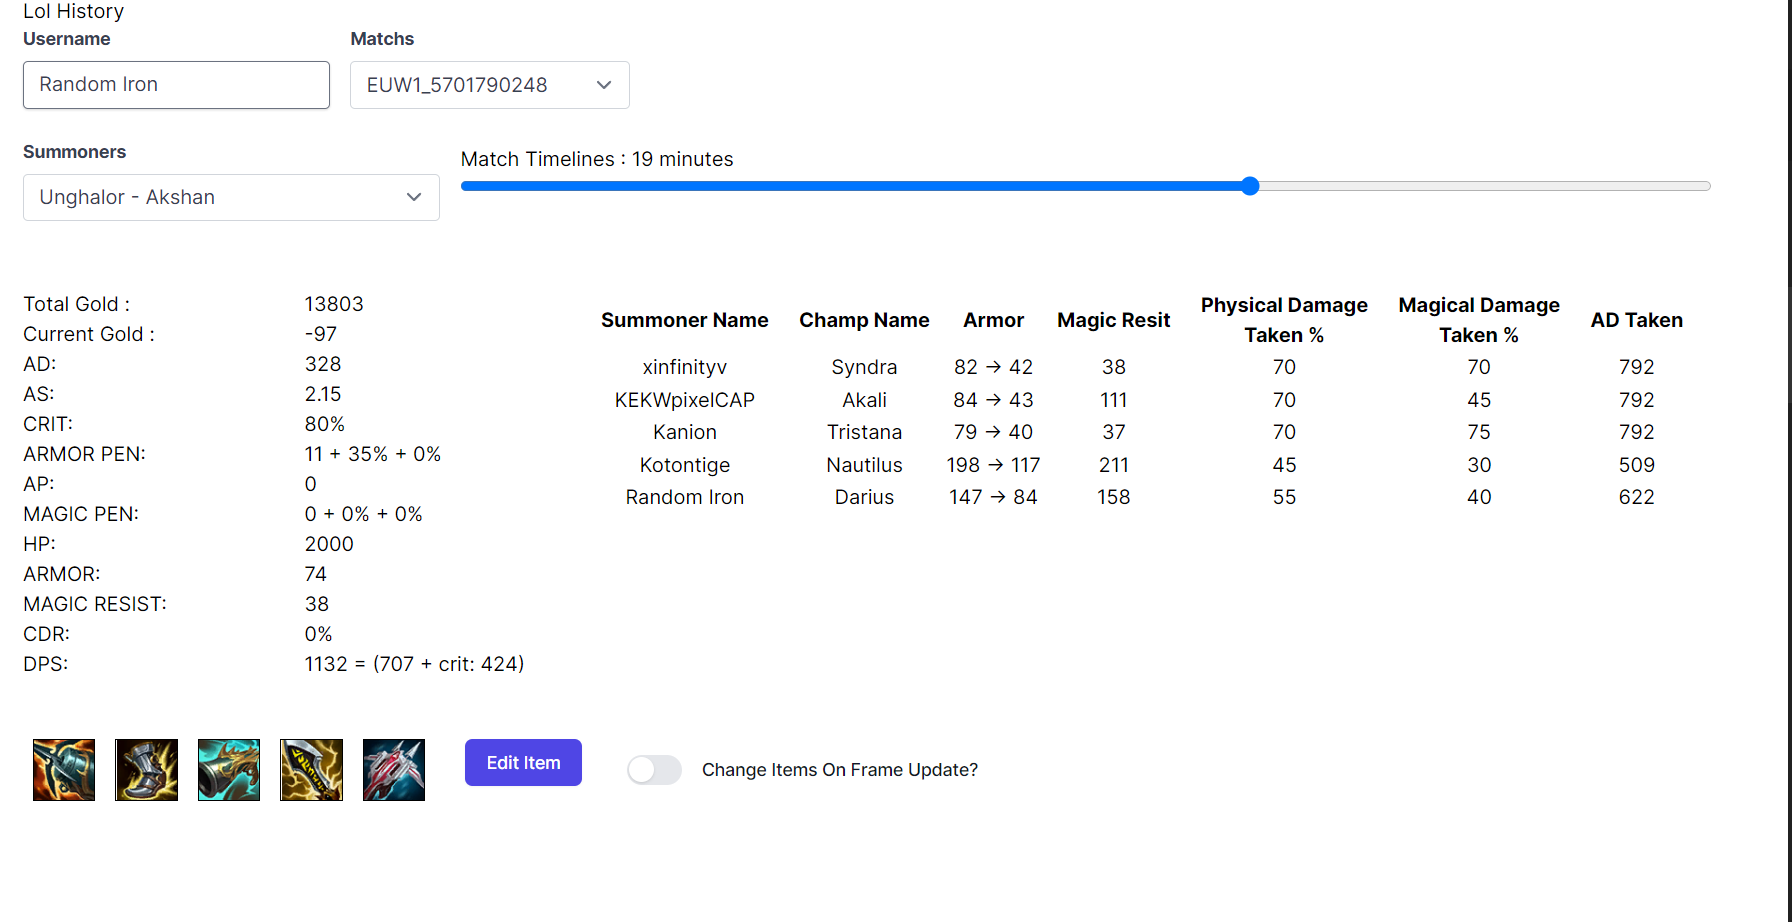 Lol History
Username
Matchs
Random Iron
EUW1_5701790248
Summoners
Match Timelines : 19 minutes
Unghalor - Akshan
Total Gold : 13803
Current Gold : -97
AD: 328
AS: 2.15
CRIT: 80%
ARMOR PEN: 11 + 35% + 0%
AP: 0
MAGIC PEN: 0 + 0% + 0%
HP: 2000
ARMOR: 74
MAGIC RESIST: 38
CDR: 0%
DPS: 1132 = (707 + crit: 424)
Summoner Name Champ Name Armor Magic Resit Physical Damage Taken % Magical Damage Taken % AD Taken
xinfinityv Syndra 82 → 42 38 70 70 792
KEKWpixelCAP Akali 84 → 43 111 70 45 792
Kanion Tristana 79 → 40 37 70 75 792
Kotontige Nautilus 198 → 117 211 45 30 509
Random Iron Darius 147 → 84 158 55 40 622
Edit Item
Change Items On Frame Update?